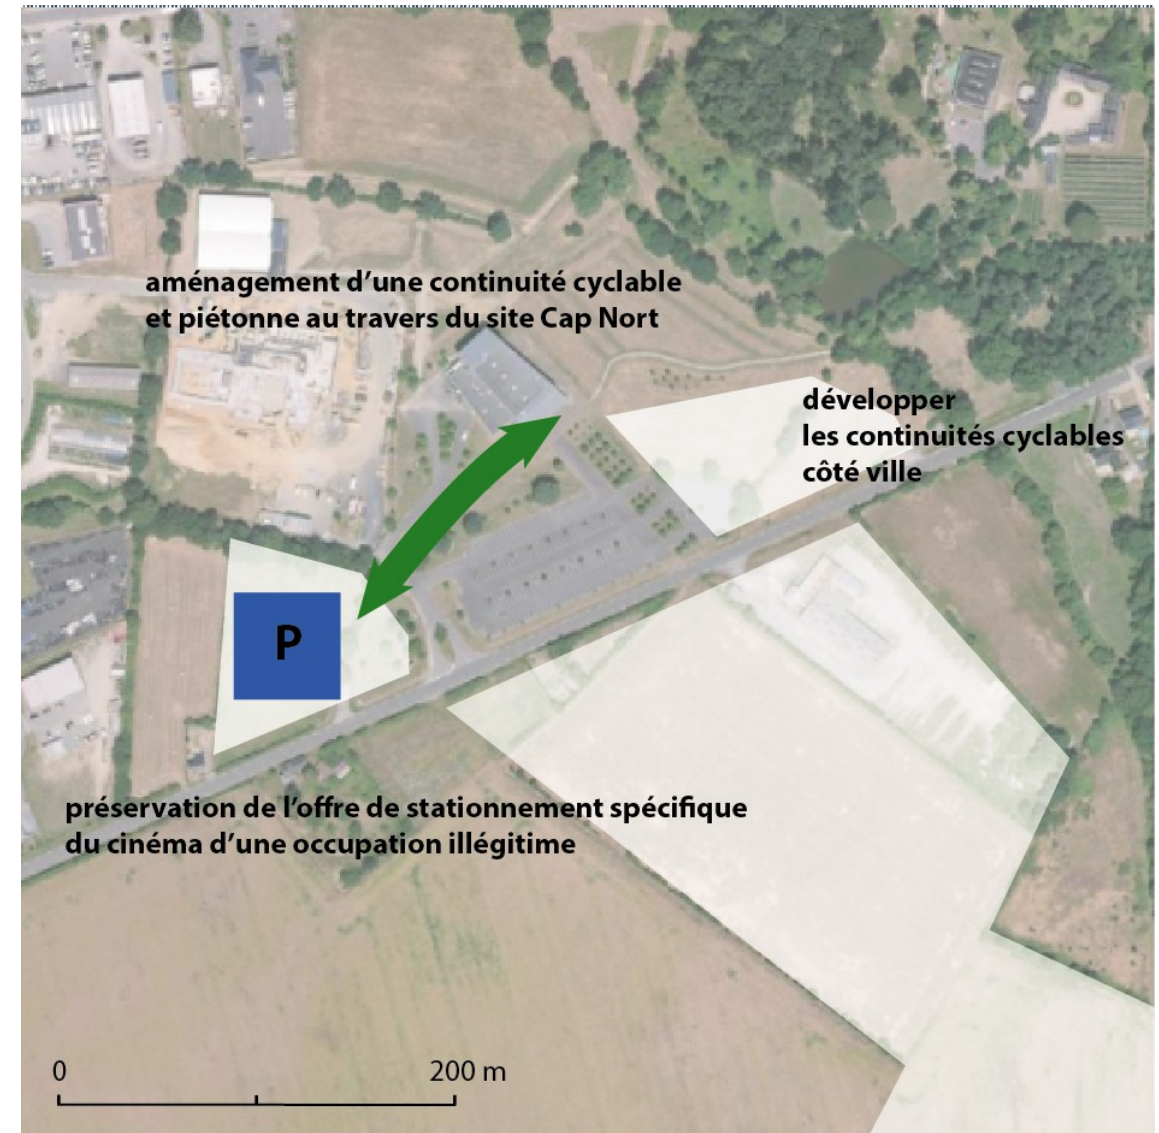 aménagement d’une continuité cyclable
et piétonne au travers du site Cap Nort
développer
les continuités cyclables
côté ville
P
préservation de l’offre de stationnement spécifique
du cinéma d’une occupation illégitime
0
200 m